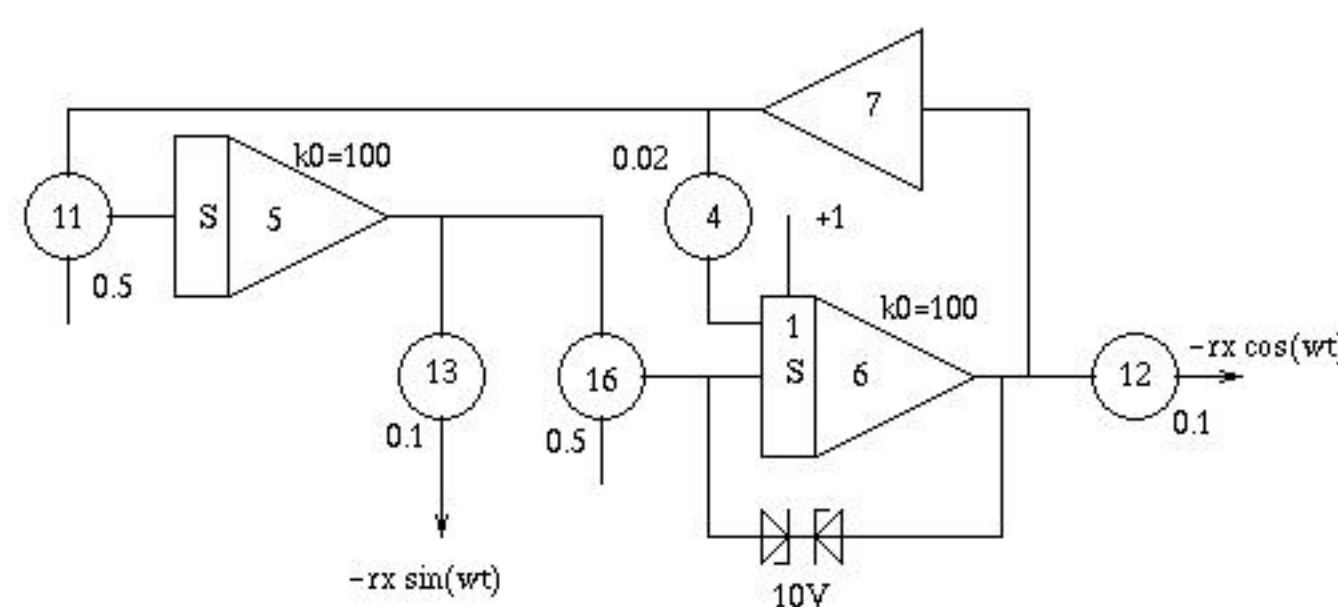 7
k0=100
0.02
11
S
5
4
+1
0.5
k0=100
1
13
16
S
6
12
−rx cos(wt)
0.1
0.5
0.1
−rx sin(wt)
10V